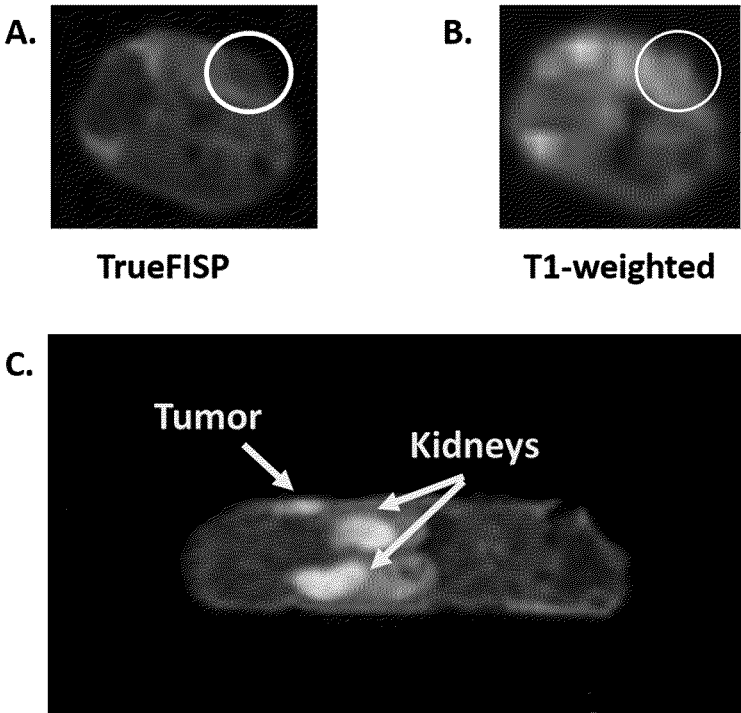 A.
B.
TrueFISP
T1-weighted
C.
Tumor
Kidneys